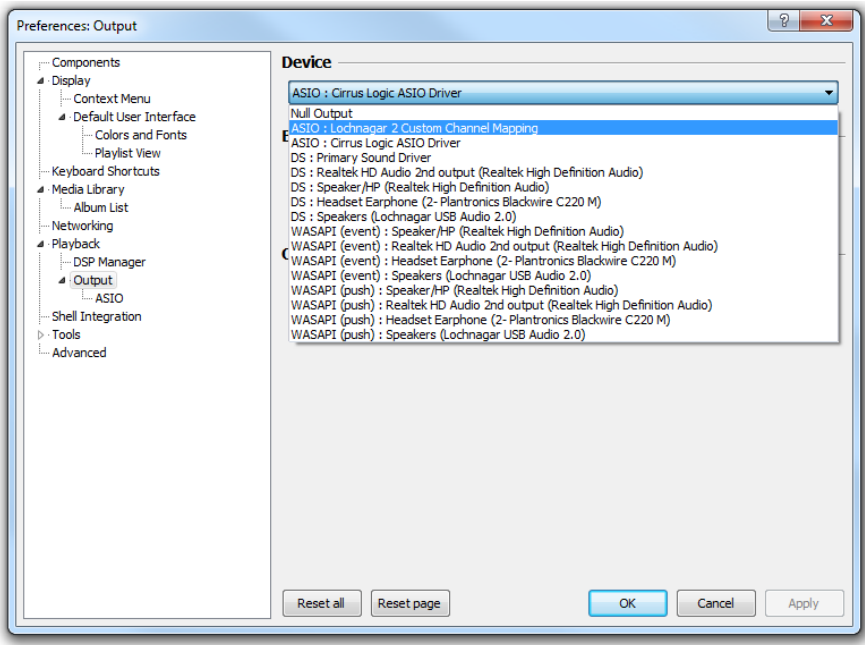 Preferences: Output
Components
Display
Context Menu
Default User Interface
Colors and Fonts
Playlist View
Keyboard Shortcuts
Media Library
Album List
Networking
Playback
DSP Manager
Output
ASIO
Shell Integration
Tools
Advanced
Device
ASIO : Cirrus Logic ASIO Driver
Null Output
ASIO : Lochnagar 2 Custom Channel Mapping
ASIO : Cirrus Logic ASIO Driver
DS : Primary Sound Driver
DS : Realtek HD Audio 2nd output (Realtek High Definition Audio)
DS : Speaker/HP (Realtek High Definition Audio)
DS : Headset Earphone (2- Plantronics Blackwire C220 M)
DS : Speakers (Lochnagar USB Audio 2.0)
WASAPI (event) : Speaker/HP (Realtek High Definition Audio)
WASAPI (event) : Realtek HD Audio 2nd output (Realtek High Definition Audio)
WASAPI (event) : Headset Earphone (2- Plantronics Blackwire C220 M)
WASAPI (event) : Speakers (Lochnagar USB Audio 2.0)
WASAPI (push) : Speaker/HP (Realtek High Definition Audio)
WASAPI (push) : Realtek HD Audio 2nd output (Realtek High Definition Audio)
WASAPI (push) : Headset Earphone (2- Plantronics Blackwire C220 M)
WASAPI (push) : Speakers (Lochnagar USB Audio 2.0)
Reset all Reset page OK Cancel Apply